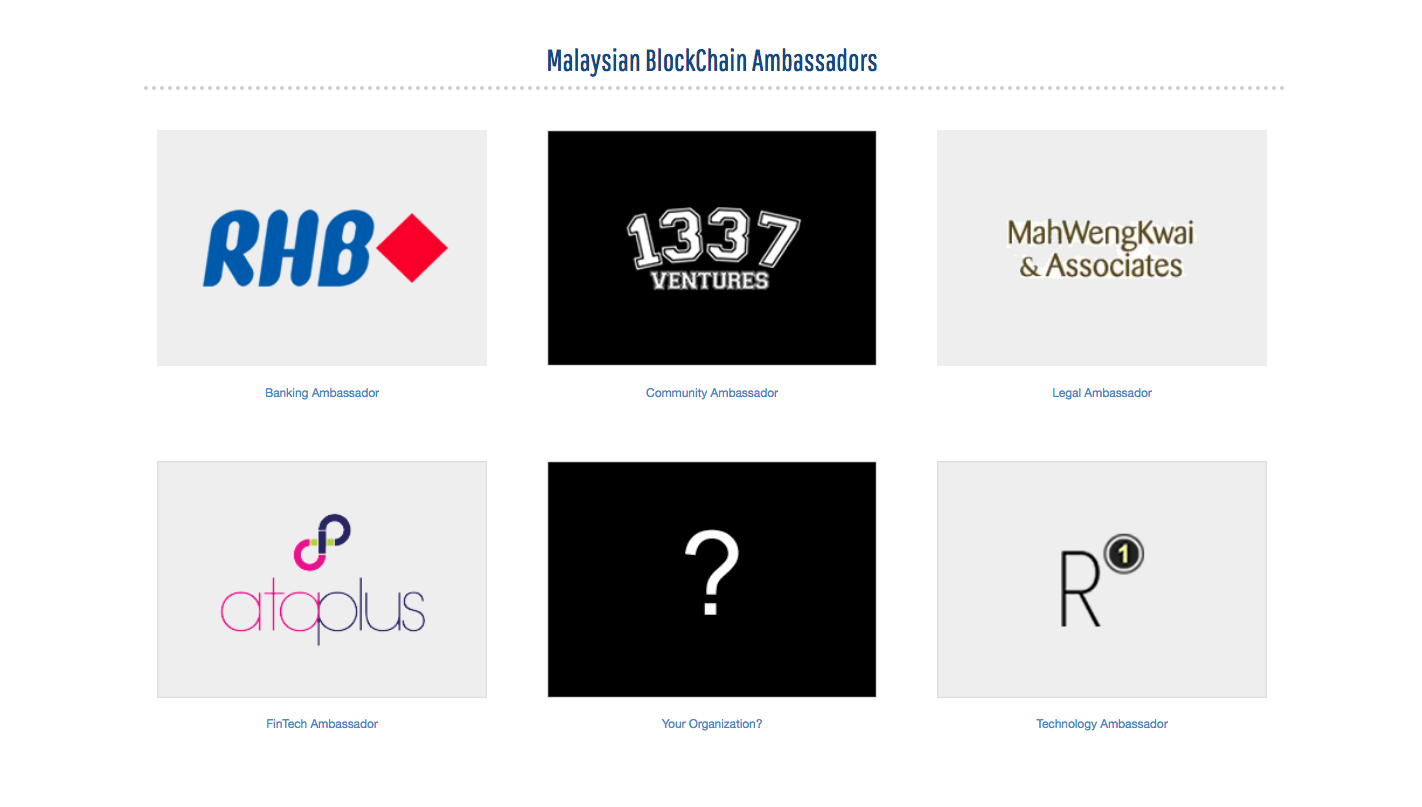 Malaysian BlockChain Ambassadors
RHB
1337
VENTURES
MahWengKwai
& Associates
Banking Ambassador
Community Ambassador
Legal Ambassador
ataplus
?
R1
FinTech Ambassador
Your Organization?
Technology Ambassador